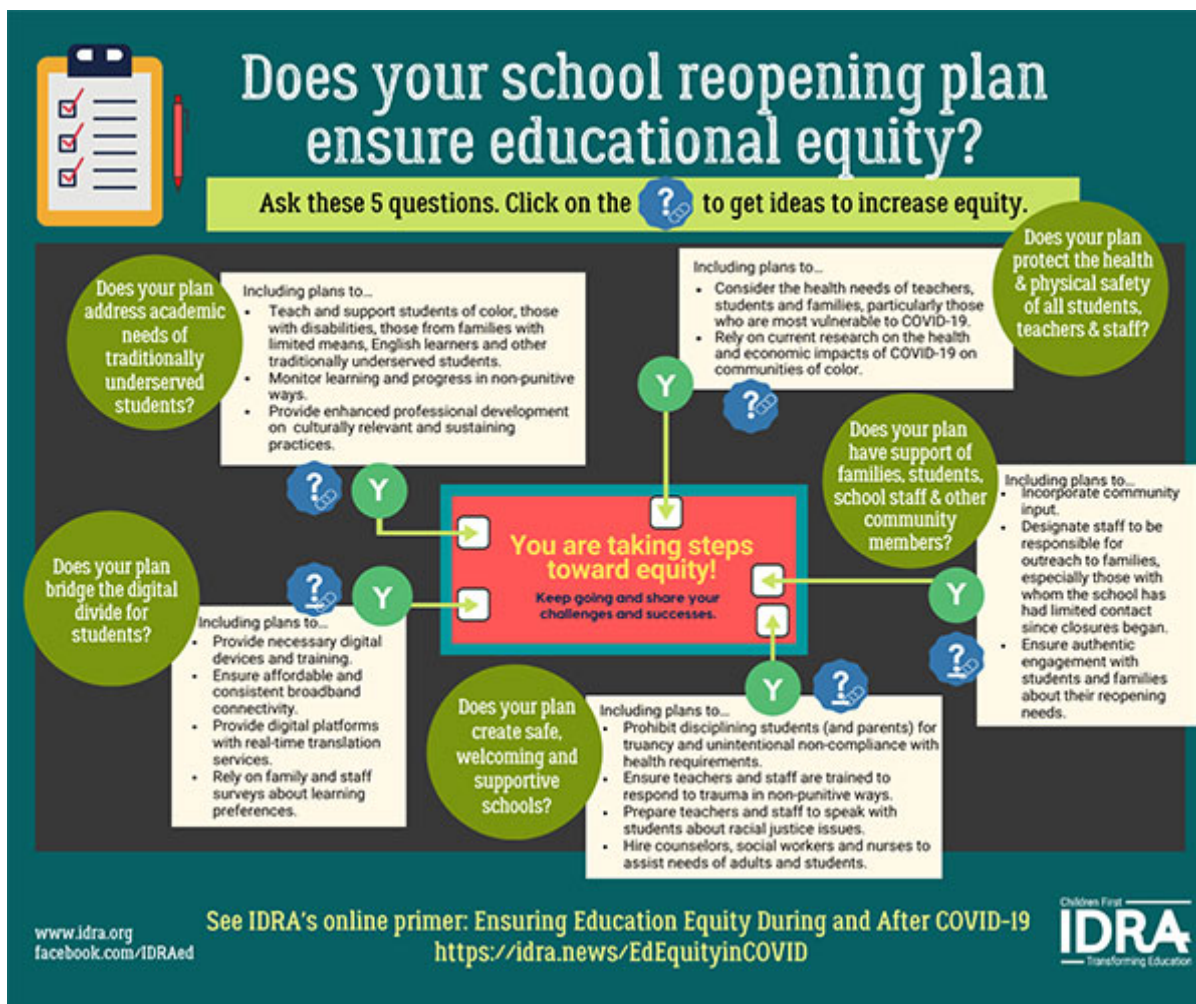 Does your school reopening plan
ensure educational equity?
Ask these 5 questions. Click on the ? to get ideas to increase equity.
Does your plan
address academic
needs of
traditionally
underserved
students?
Including plans to...
• Teach and support students of color, those
with disabilities, those from families with
limited means, English learners and other
traditionally underserved students.
• Monitor learning and progress in non-punitive
ways.
• Provide enhanced professional development
on culturally relevant and sustaining
practices.
?
Y
Including plans to...
• Consider the health needs of teachers,
students and families, particularly those
who are most vulnerable to COVID-19.
• Rely on current research on the health
and economic impacts of COVID-19 on
communities of color.
Does your plan
protect the health
& physical safety
of all students,
teachers & staff?
Y
?
Does your plan
have support of
families, students,
school staff & other
community
members?
Including plans to...
• Incorporate community
input.
• Designate staff to be
responsible for
outreach to families,
especially those with
whom the school has
had limited contact
since closures began.
• Ensure authentic
engagement with
students and families
about their reopening
needs.
Y
?
You are taking steps
toward equity!
Keep going and share your
challenges and successes.
Does your plan
bridge the digital
divide for
students?
?
Y
Including plans to...
• Provide necessary digital
devices and training.
• Ensure affordable and
consistent broadband
connectivity.
• Provide digital platforms
with real-time translation
services.
• Rely on family and staff
surveys about learning
preferences.
Does your plan
create safe,
welcoming and
supportive
schools?
Y
?
Including plans to...
• Prohibit disciplining students (and parents) for
truancy and unintentional non-compliance with
health requirements.
• Ensure teachers and staff are trained to
respond to trauma in non-punitive ways.
• Prepare teachers and staff to speak with
students about racial justice issues.
• Hire counselors, social workers and nurses to
assist needs of adults and students.
www.idra.org
facebook.com/IDRAed
See IDRA's online primer: Ensuring Education Equity During and After COVID-19
https://idra.news/EdEquityinCOVID
Children First
IDRA
Transforming Education